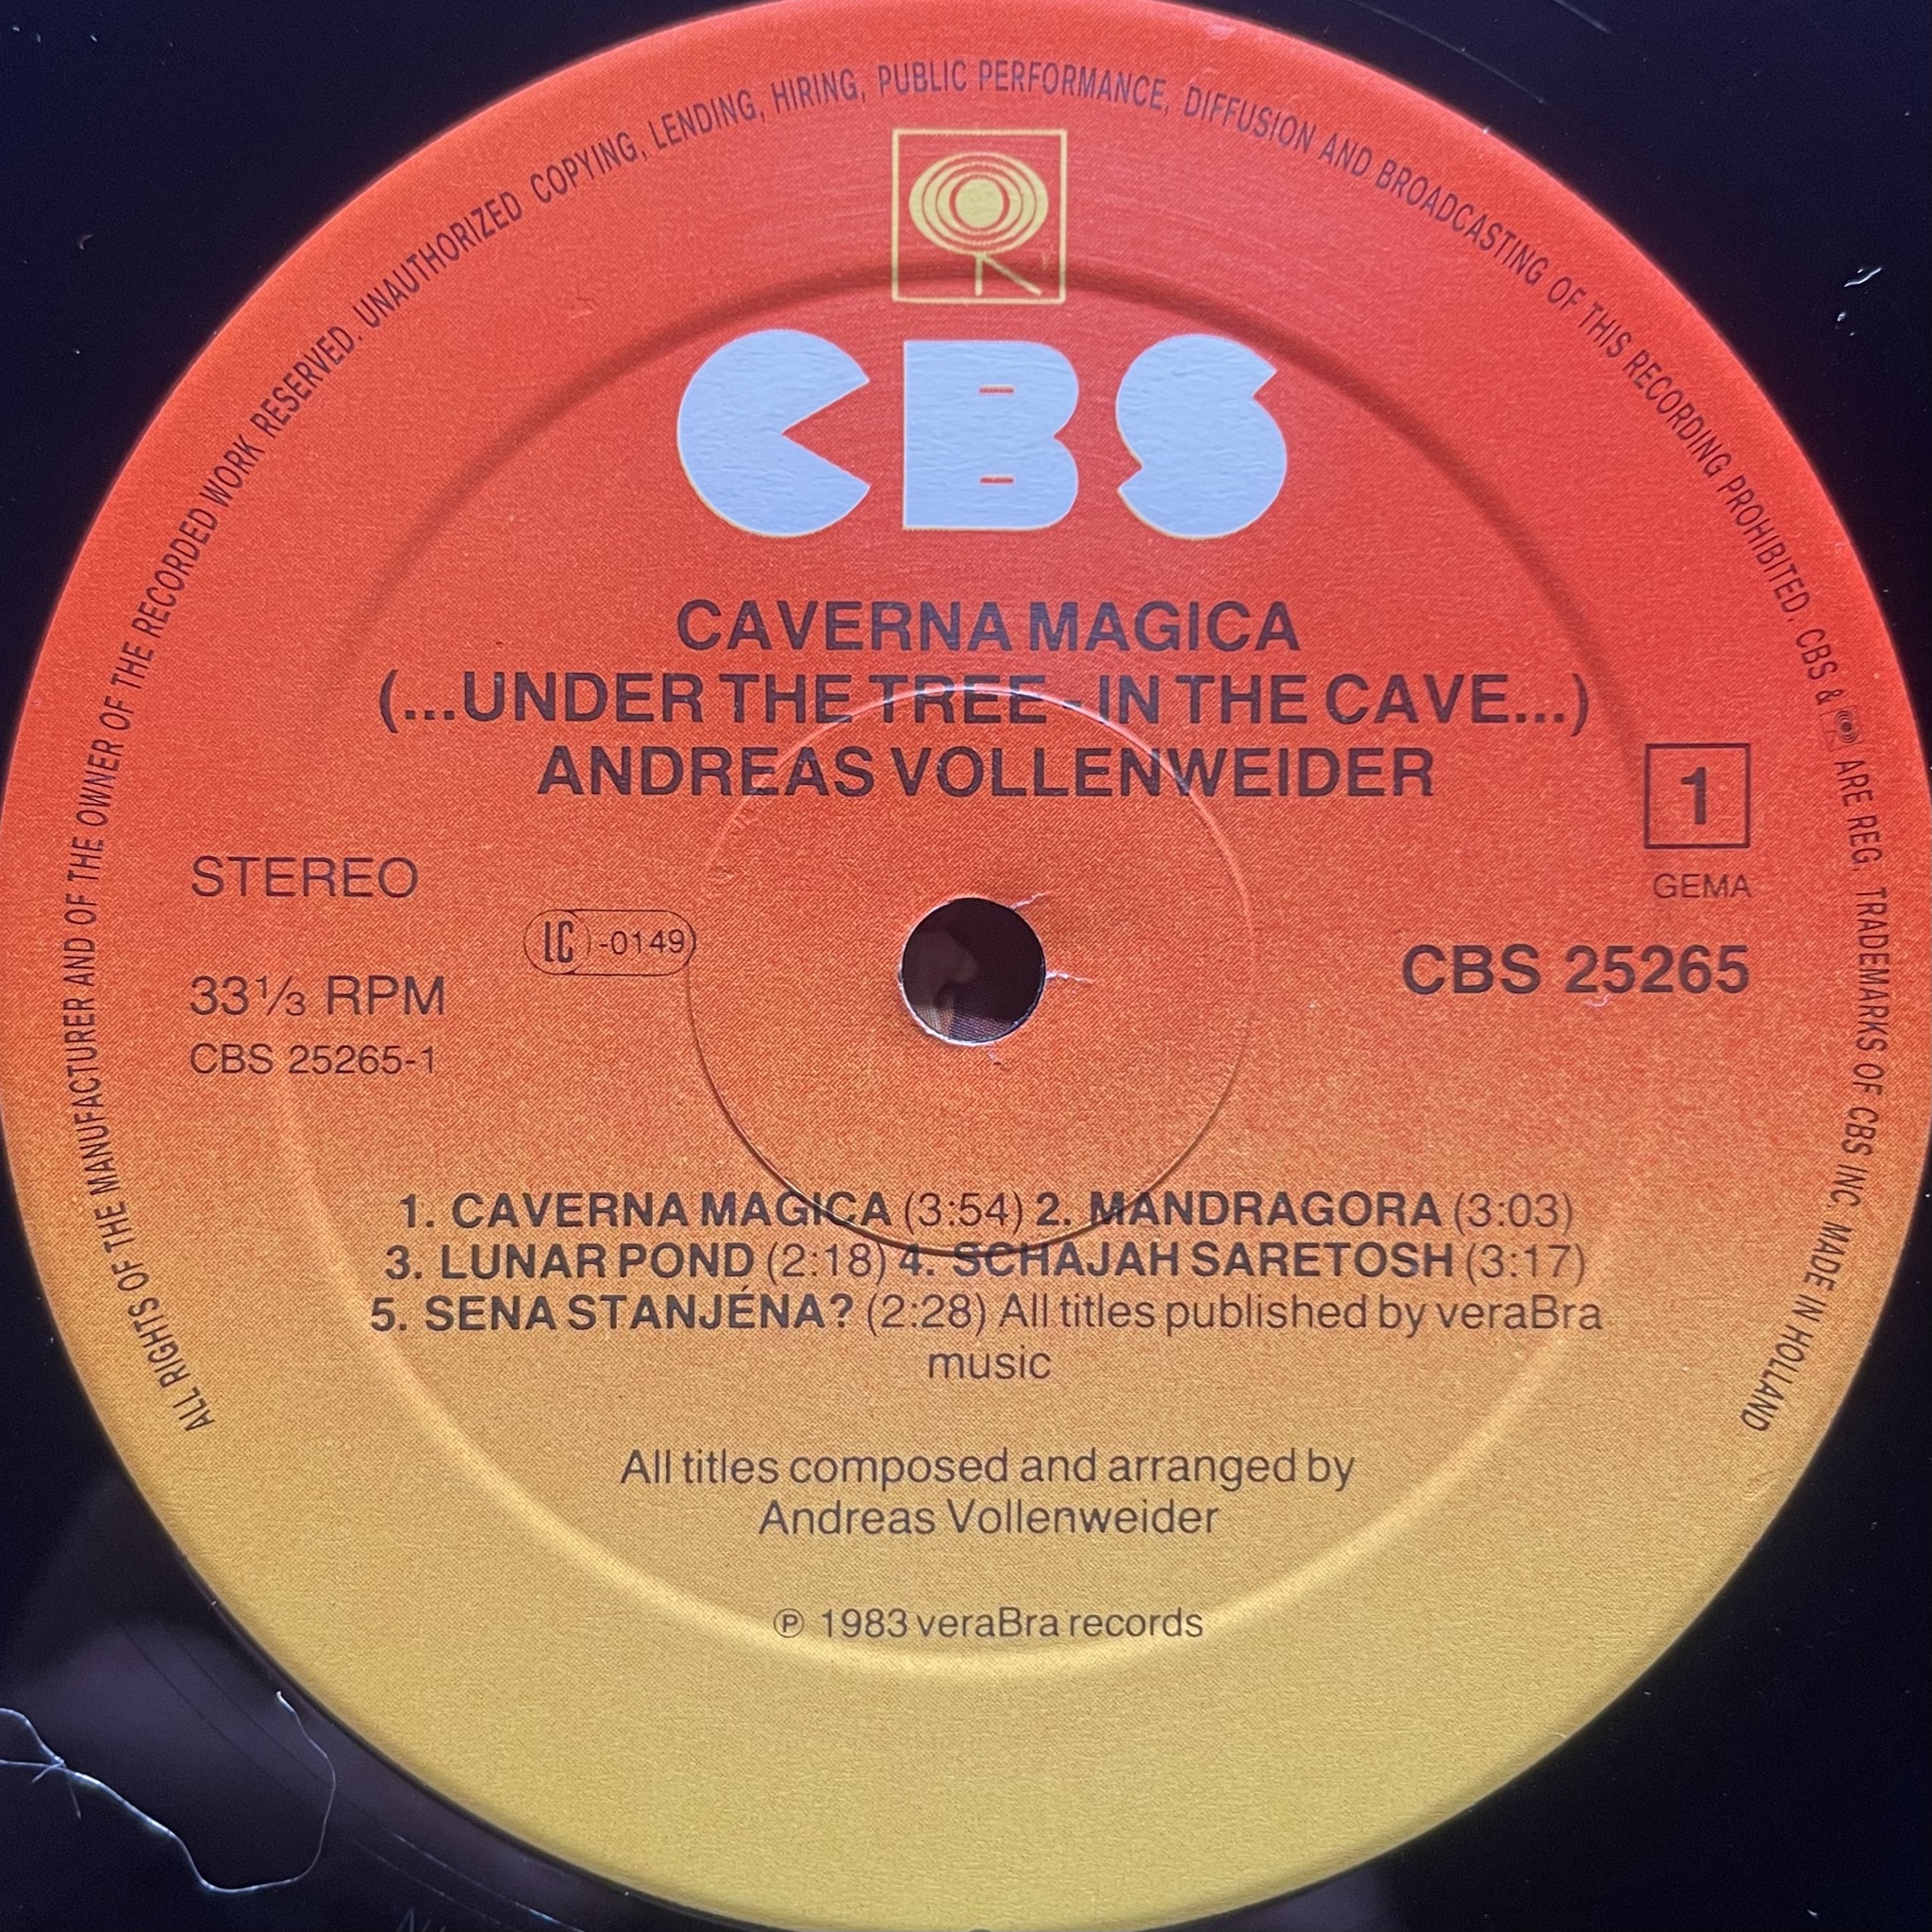 ALL RIGHTS OF THE MANUFACTURER AND OF THE OWNER OF THE RECORDED WORK RESERVED. UNAUTHORIZED COPYING, LENDING, HIRING, PUBLIC PERFORMANCE, DIFFUSION AND BROADCASTING OF THIS RECORDING PROHIBITED. CBS & ARE REG. TRADEMARKS OF CBS INC. MADE IN HOLLAND
CBS
CAVERNA MAGICA
(...UNDER THE TREE - IN THE CAVE...)
ANDREAS VOLLENWEIDER
1
STEREO
GEMA
LC -0149
CBS 25265
33⅓ RPM
CBS 25265-1
1. CAVERNA MAGICA (3:54) 2. MANDRAGORA (3:03)
3. LUNAR POND (2:18) 4. SCHAJAH SARETOSH (3:17)
5. SENA STANJÉNA? (2:28) All titles published by veraBra
music
All titles composed and arranged by
Andreas Vollenweider
℗ 1983 veraBra records